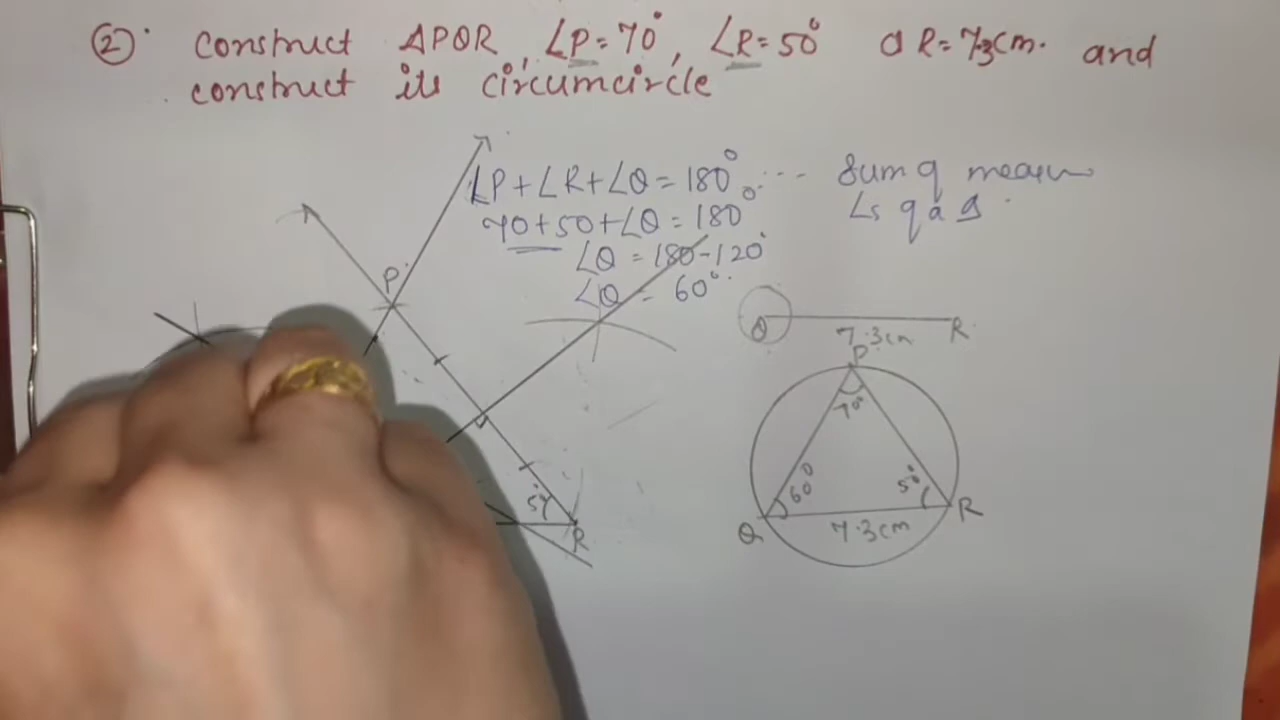 ② construct ΔPQR, ∠P=70°, ∠R=50° QR=7.3cm. and
construct its circumcircle
∠P+∠R+∠Q=180° ... Sum of measu
70+50+∠Q=180° ∠s of a Δ.
∠Q=180-120°
∠Q=60°.
P
50
R
Q 7.3cm R
P
70°
60°
50°
Q 7.3cm R